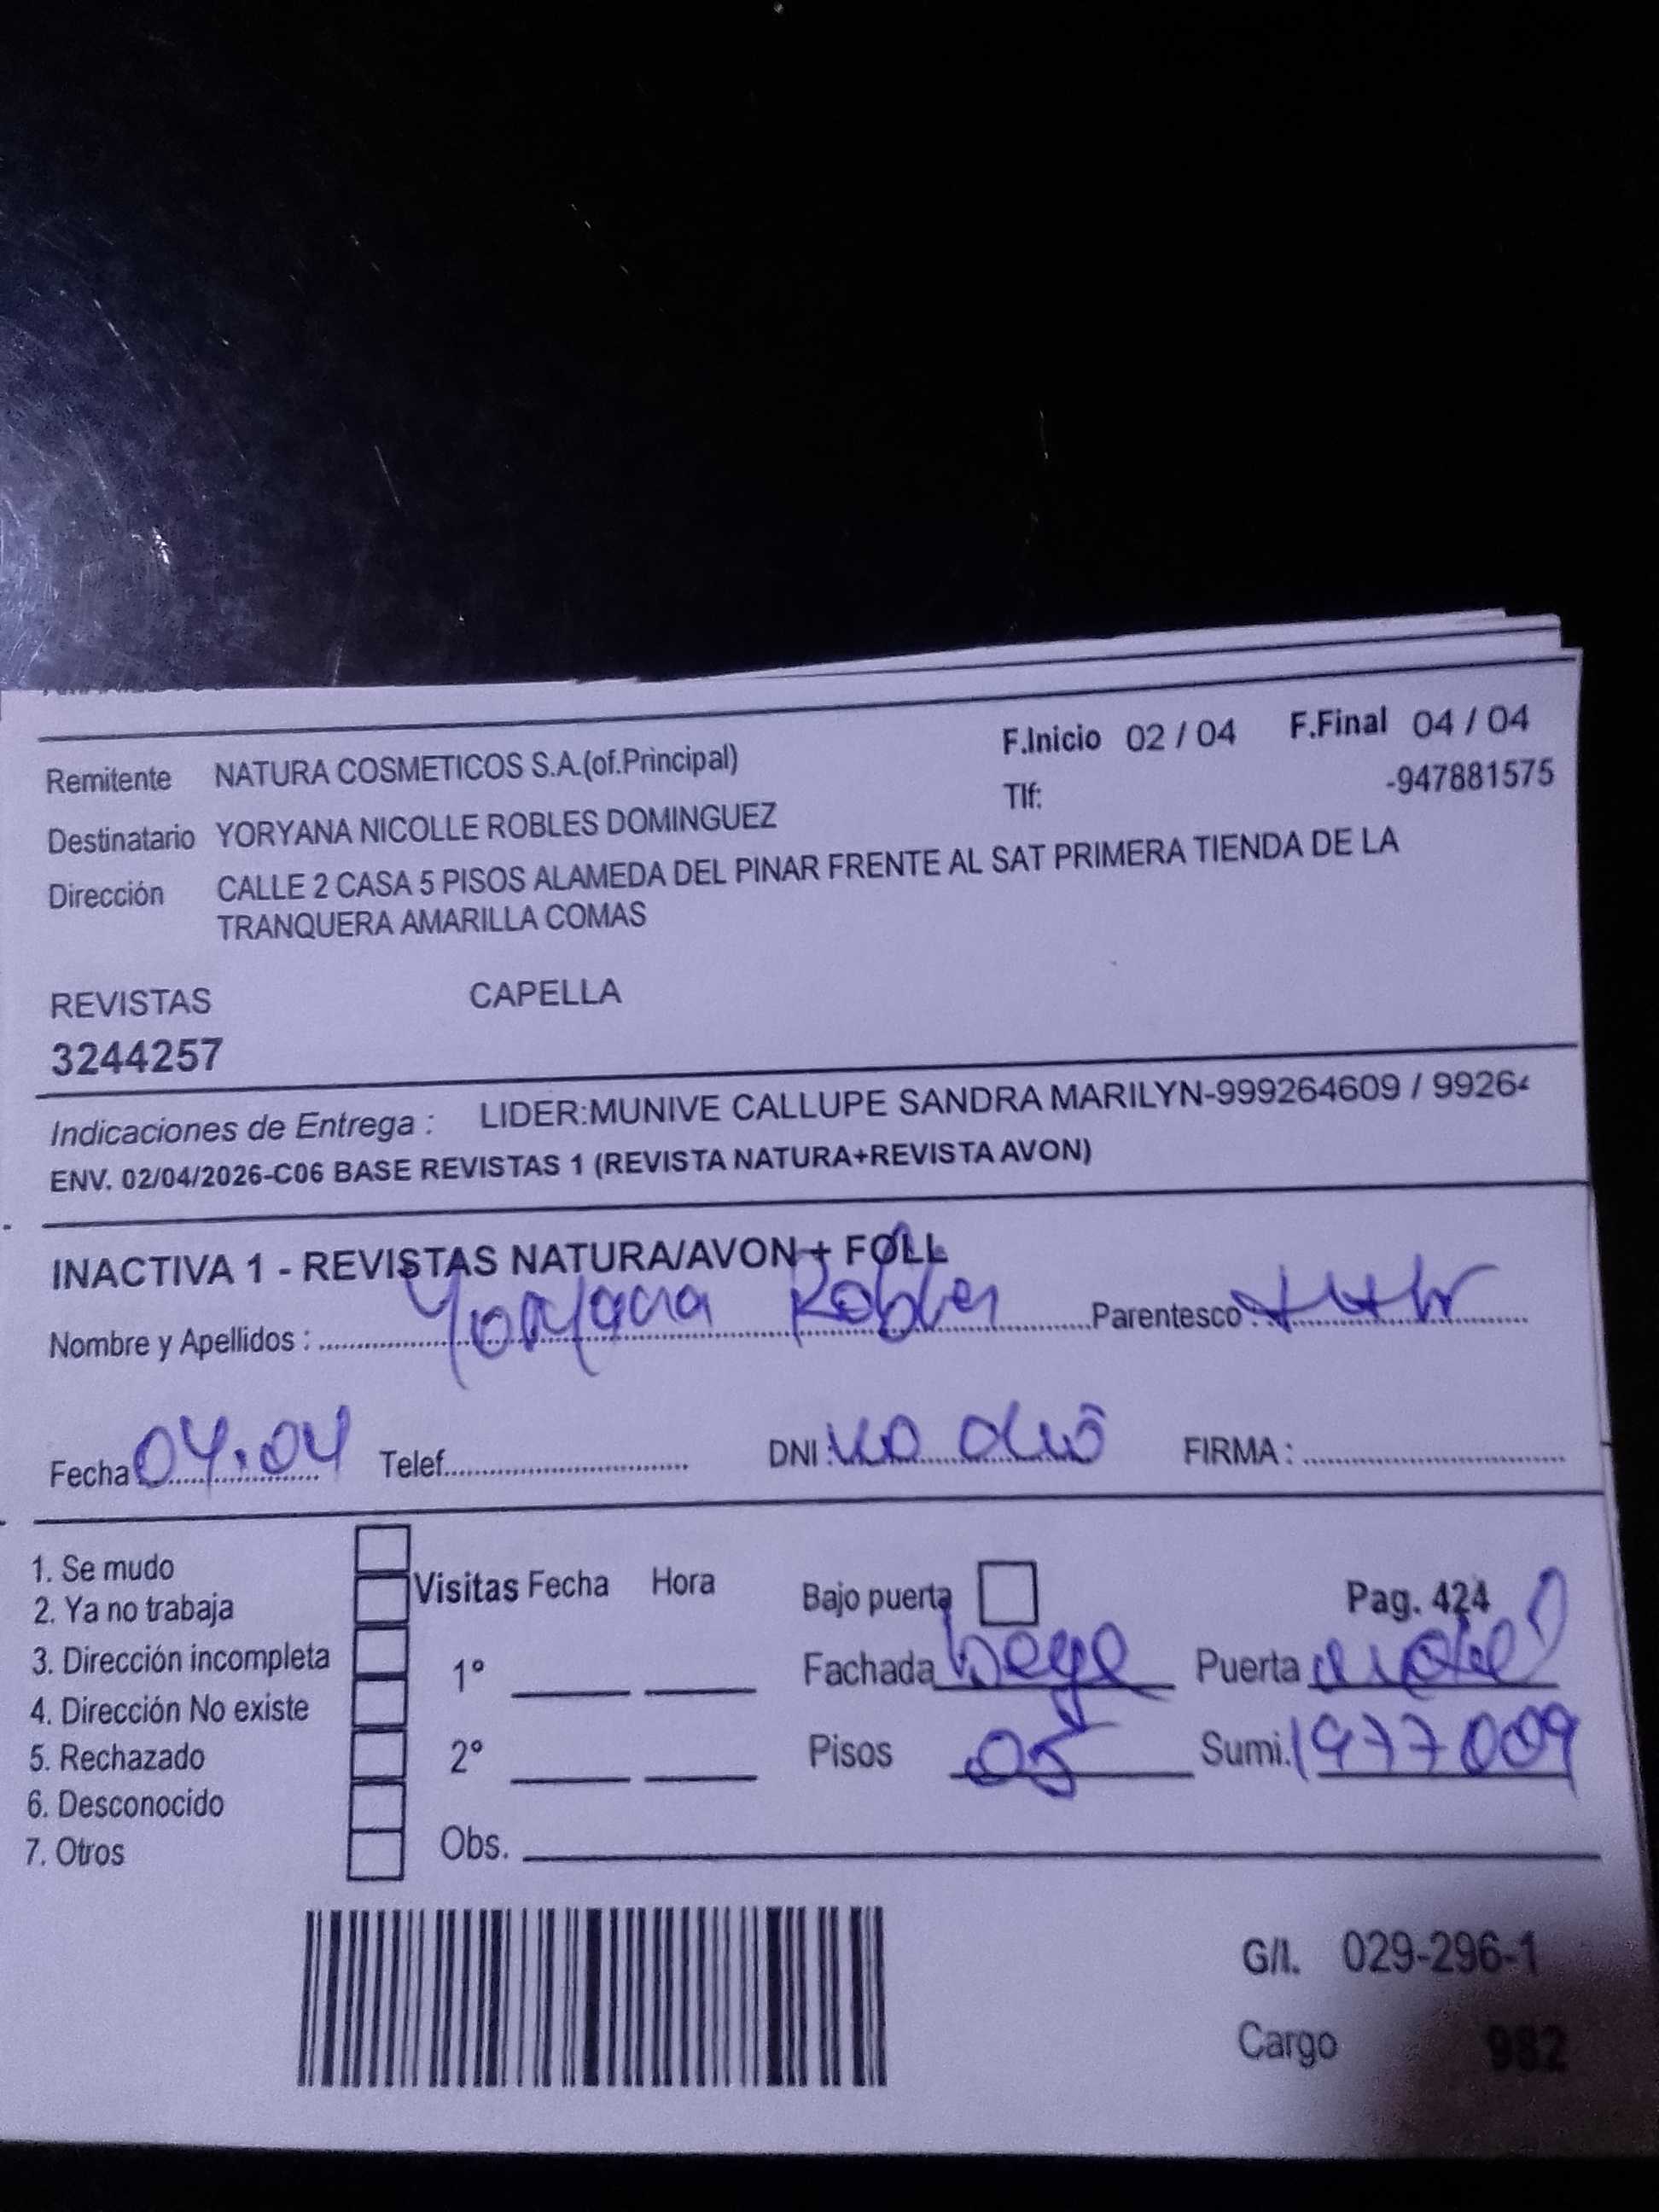 F.Inicio 02 / 04 F.Final 04 / 04
Remitente NATURA COSMETICOS S.A.(of.Principal)
Tlf: -947881575
Destinatario YORYANA NICOLLE ROBLES DOMINGUEZ
Dirección CALLE 2 CASA 5 PISOS ALAMEDA DEL PINAR FRENTE AL SAT PRIMERA TIENDA DE LA
TRANQUERA AMARILLA COMAS
REVISTAS CAPELLA
3244257
Indicaciones de Entrega : LIDER:MUNIVE CALLUPE SANDRA MARILYN-999264609 / 9926
ENV. 02/04/2026-C06 BASE REVISTAS 1 (REVISTA NATURA+REVISTA AVON)
INACTIVA 1 - REVISTAS NATURA/AVON + FOLL
Nombre y Apellidos : Yoryana Robles Parentesco :
Fecha 04.04 Telef. DNI : no dio FIRMA :
1. Se mudo
2. Ya no trabaja
3. Dirección incompleta
4. Dirección No existe
5. Rechazado
6. Desconocido
7. Otros
Visitas Fecha Hora
1°
2°
Obs.
Bajo puerta Pag. 424
Fachada beige Puerta
Pisos 05 Sumi. 1977009
G/I. 029-296-1
Cargo 982